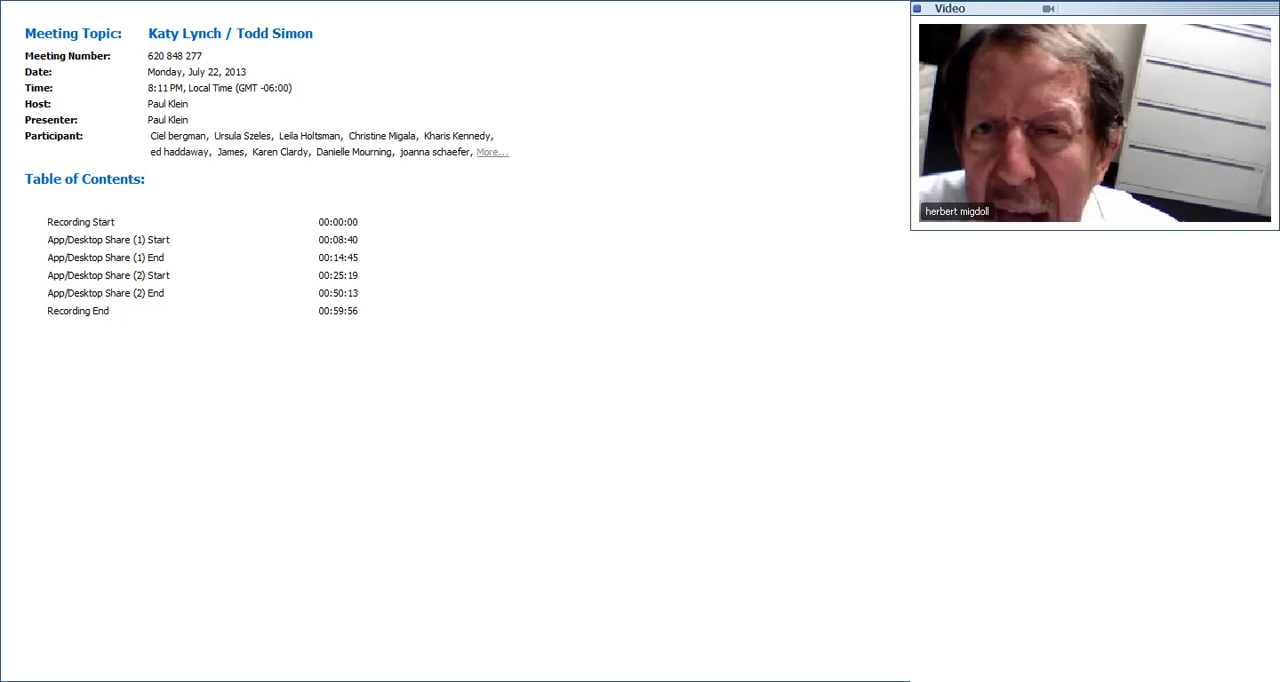 Meeting Topic: Katy Lynch / Todd Simon
Meeting Number: 620 848 277
Date: Monday, July 22, 2013
Time: 8:11 PM, Local Time (GMT -06:00)
Host: Paul Klein
Presenter: Paul Klein
Participant: Ciel bergman, Ursula Szeles, Leila Holtsman, Christine Migala, Kharis Kennedy,
ed haddaway, James, Karen Clardy, Danielle Mourning, joanna schaefer, More...
Table of Contents:
Recording Start 00:00:00
App/Desktop Share (1) Start 00:08:40
App/Desktop Share (1) End 00:14:45
App/Desktop Share (2) Start 00:25:19
App/Desktop Share (2) End 00:50:13
Recording End 00:59:56
Video
herbert migdoll